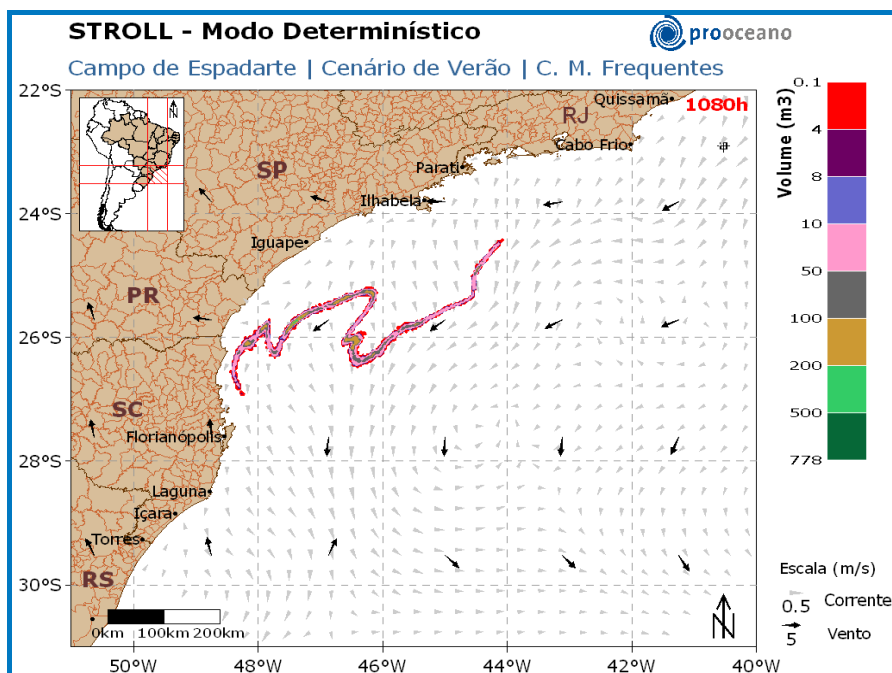 STROLL - Modo Determinístico
prooceano
Campo de Espadarte | Cenário de Verão | C. M. Frequentes
22°S
24°S
26°S
28°S
30°S
50°W
48°W
46°W
44°W
42°W
40°W
1080h
N
Quissamã
RJ
Cabo Frio
Parati
SP
Ilhabela
Iguape
PR
SC
Florianópolis
Laguna
Içara
Torres
RS
0km 100km 200km
N
Volume (m3)
0.1
4
8
10
50
100
200
500
778
Escala (m/s)
0.5 Corrente
5 Vento